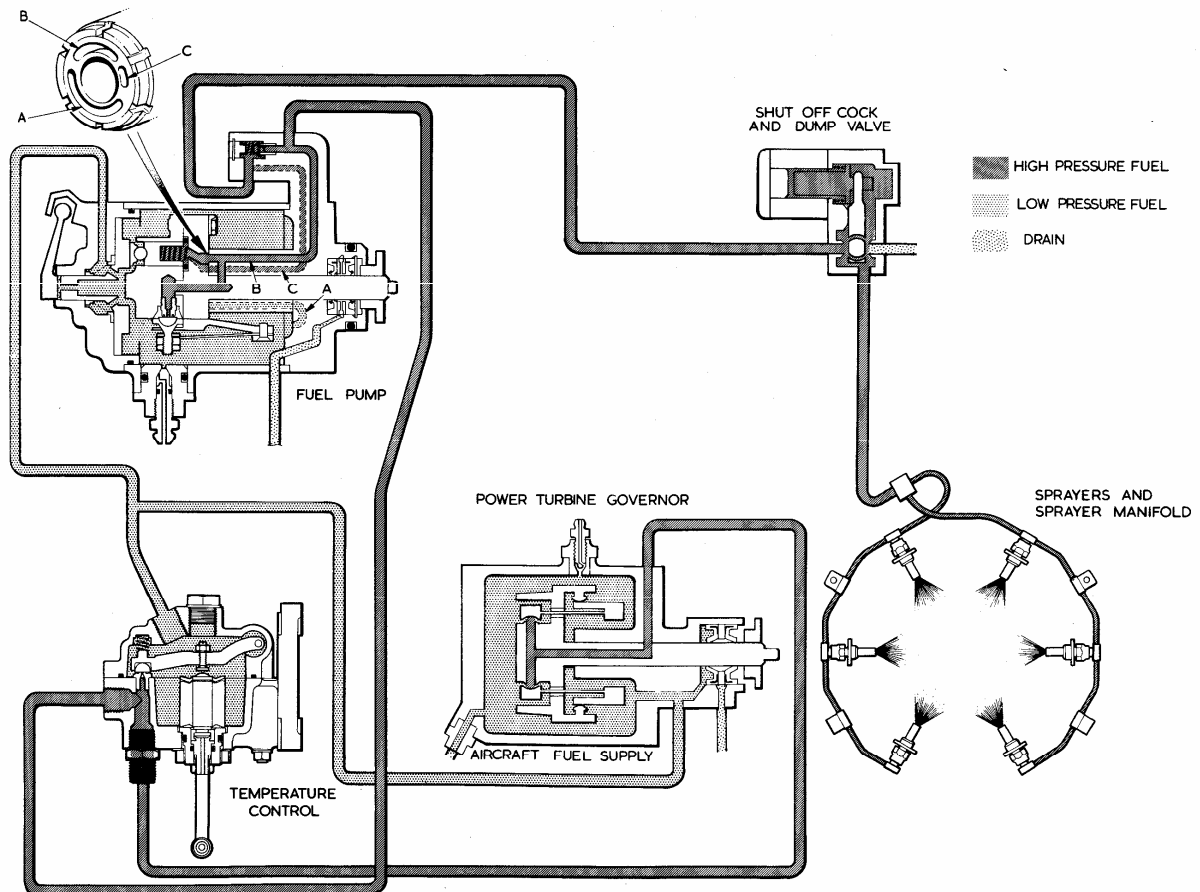 B
C
A
SHUT OFF COCK
AND DUMP VALVE
HIGH PRESSURE FUEL
LOW PRESSURE FUEL
DRAIN
B
C
A
FUEL PUMP
POWER TURBINE GOVERNOR
SPRAYERS AND
SPRAYER MANIFOLD
AIRCRAFT FUEL SUPPLY
TEMPERATURE
CONTROL